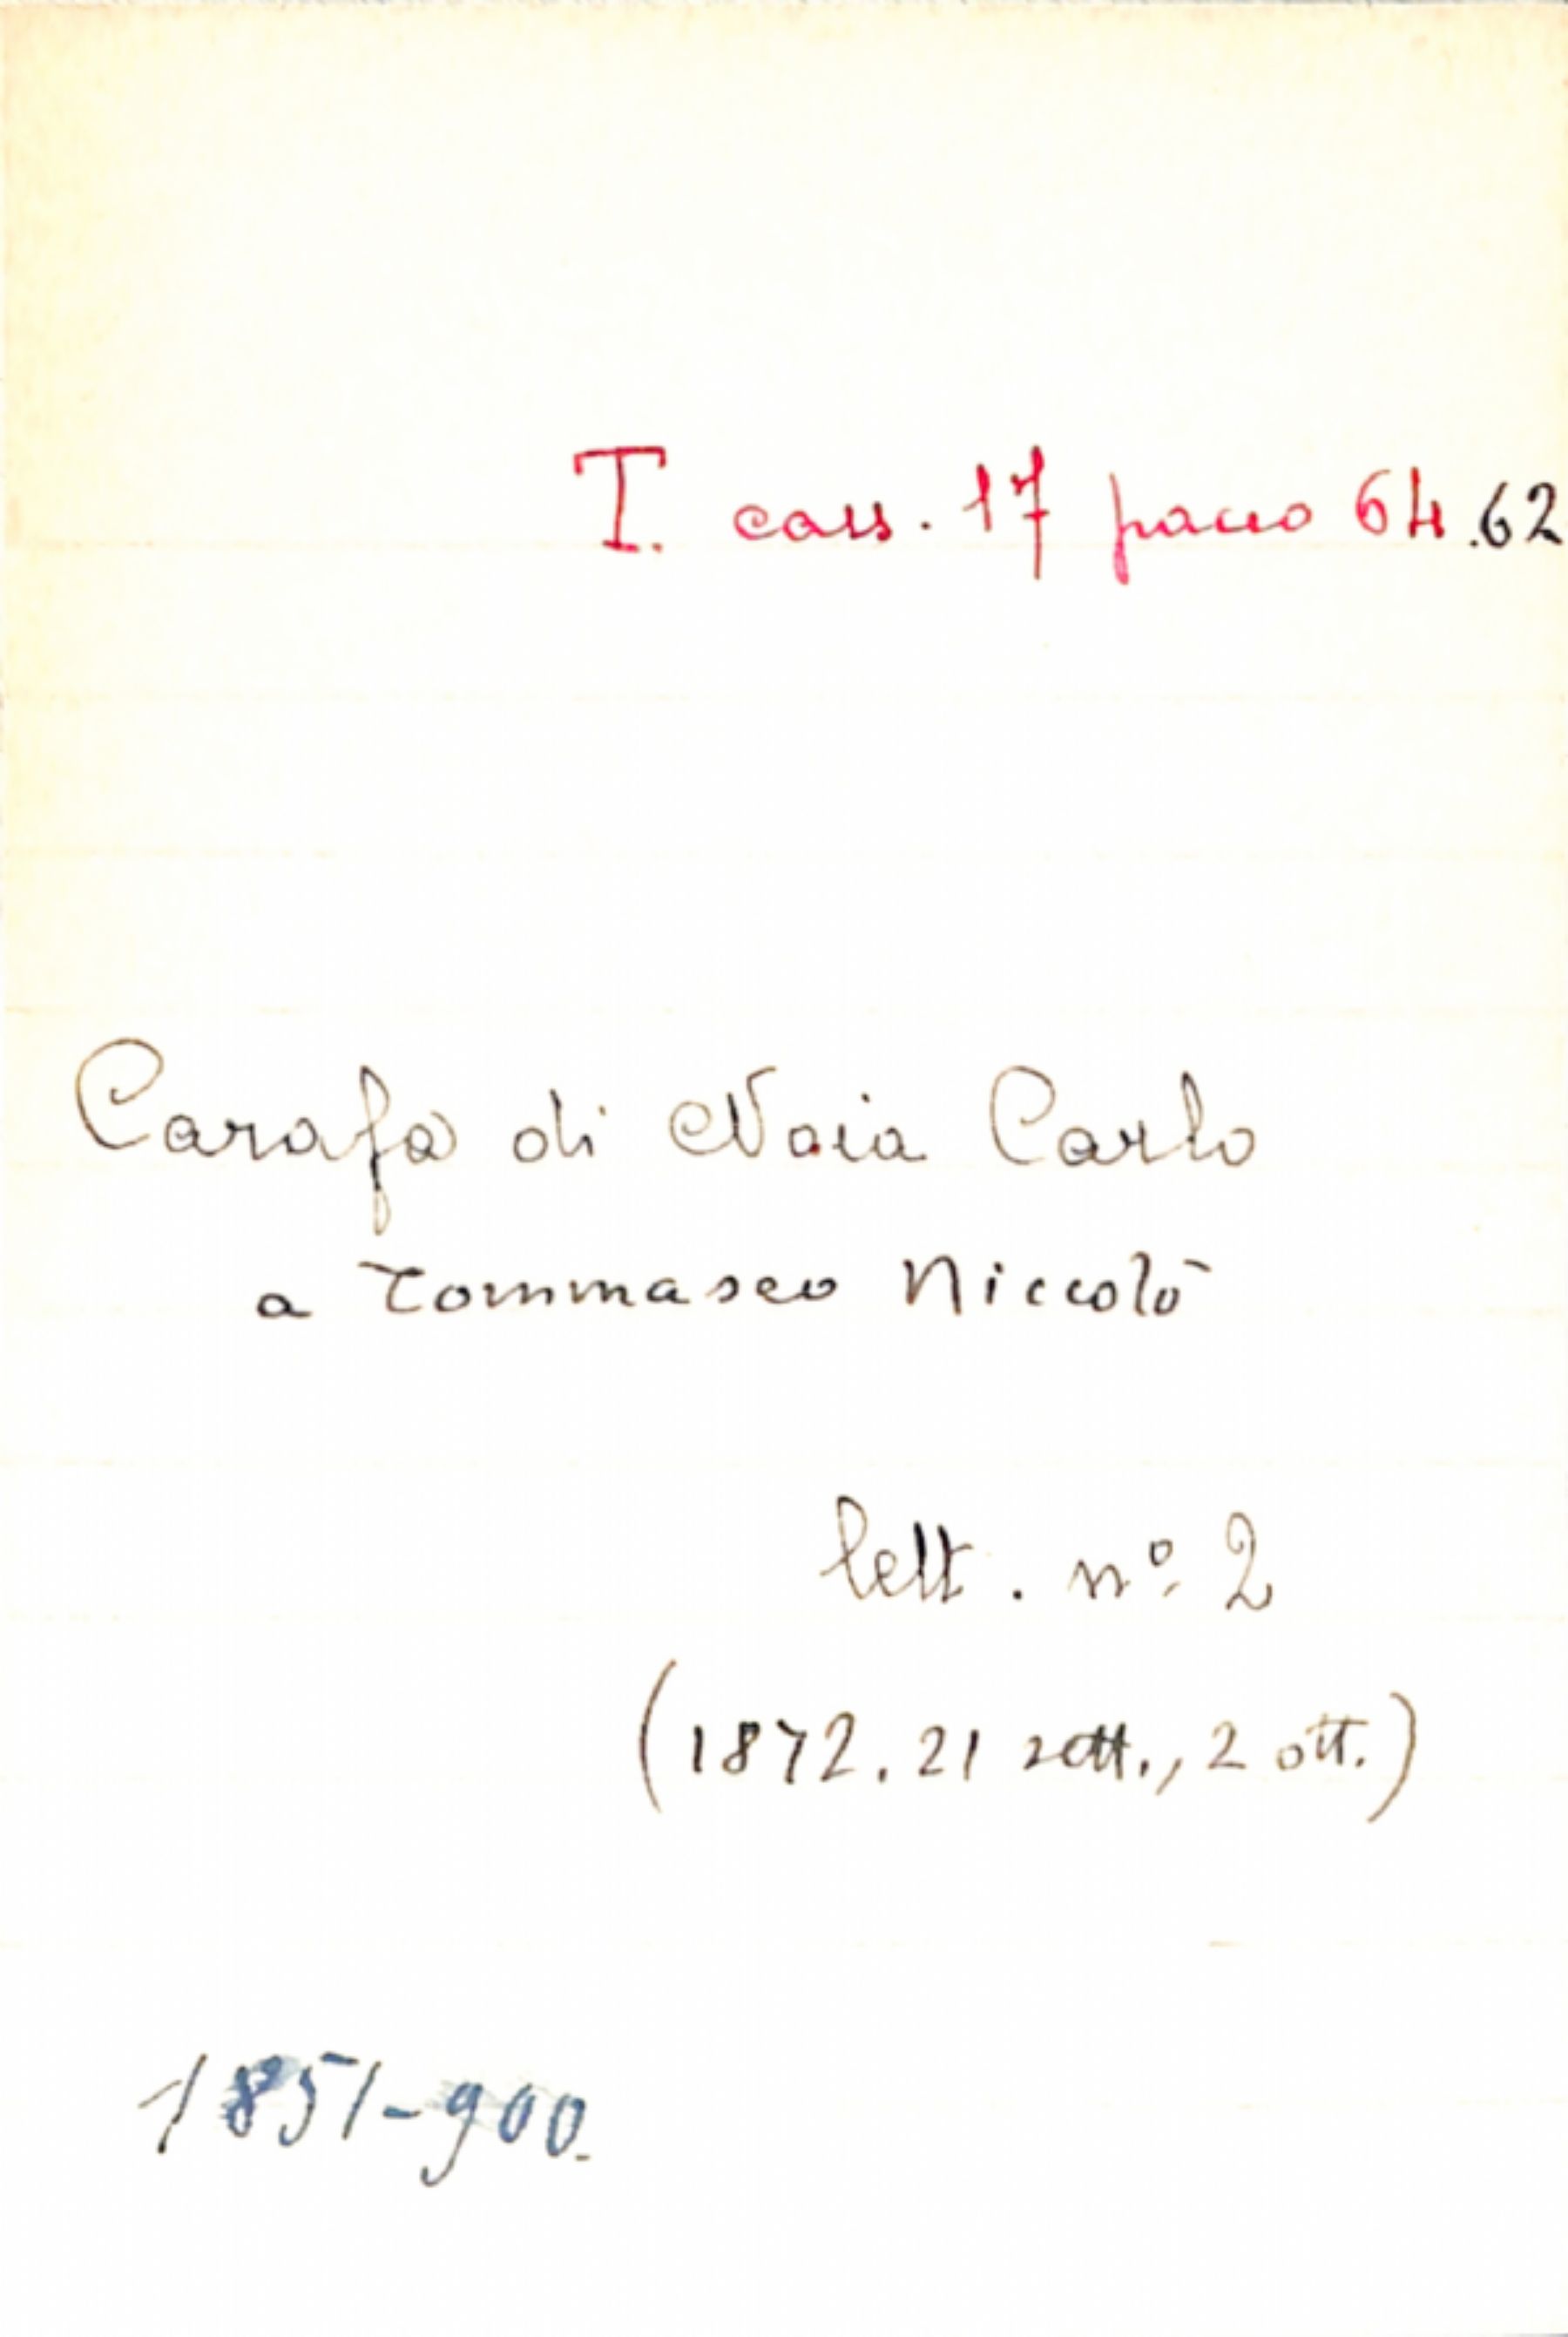 T. cass. 17 pacco 64.62
Carafa di Noia Carlo
a Tommaseo Niccolò
lett. nº 2
(1872. 21 sett., 2 ott.)
1851-900.